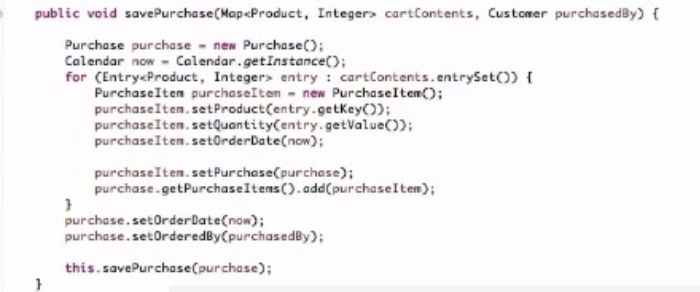 public void savePurchase(Map<Product, Integer> cartContents, Customer purchasedBy) {
Purchase purchase = new Purchase();
Calendar now = Calendar.getInstance();
for (Entry<Product, Integer> entry : cartContents.entrySet()) {
PurchaseItem purchaseItem = new PurchaseItem();
purchaseItem.setProduct(entry.getKey());
purchaseItem.setQuantity(entry.getValue());
purchaseItem.setOrderDate(now);
purchaseItem.setPurchase(purchase);
purchase.getPurchaseItems().add(purchaseItem);
}
purchase.setOrderDate(now);
purchase.setOrderedBy(purchasedBy);
this.savePurchase(purchase);
}